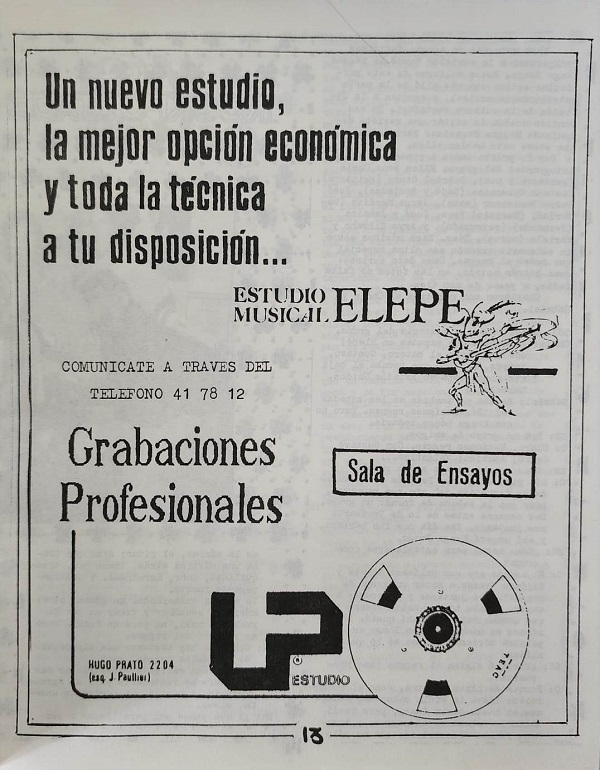 Un nuevo estudio,
la mejor opción económica
y toda la técnica
a tu disposición...
ESTUDIO
MUSICAL ELEPE
COMUNICATE A TRAVES DEL
TELEFONO 41 78 12
Grabaciones
Profesionales
Sala de Ensayos
LP
® ESTUDIO
HUGO PRATO 2204
(esq. J. Paullier)
TEAC
13